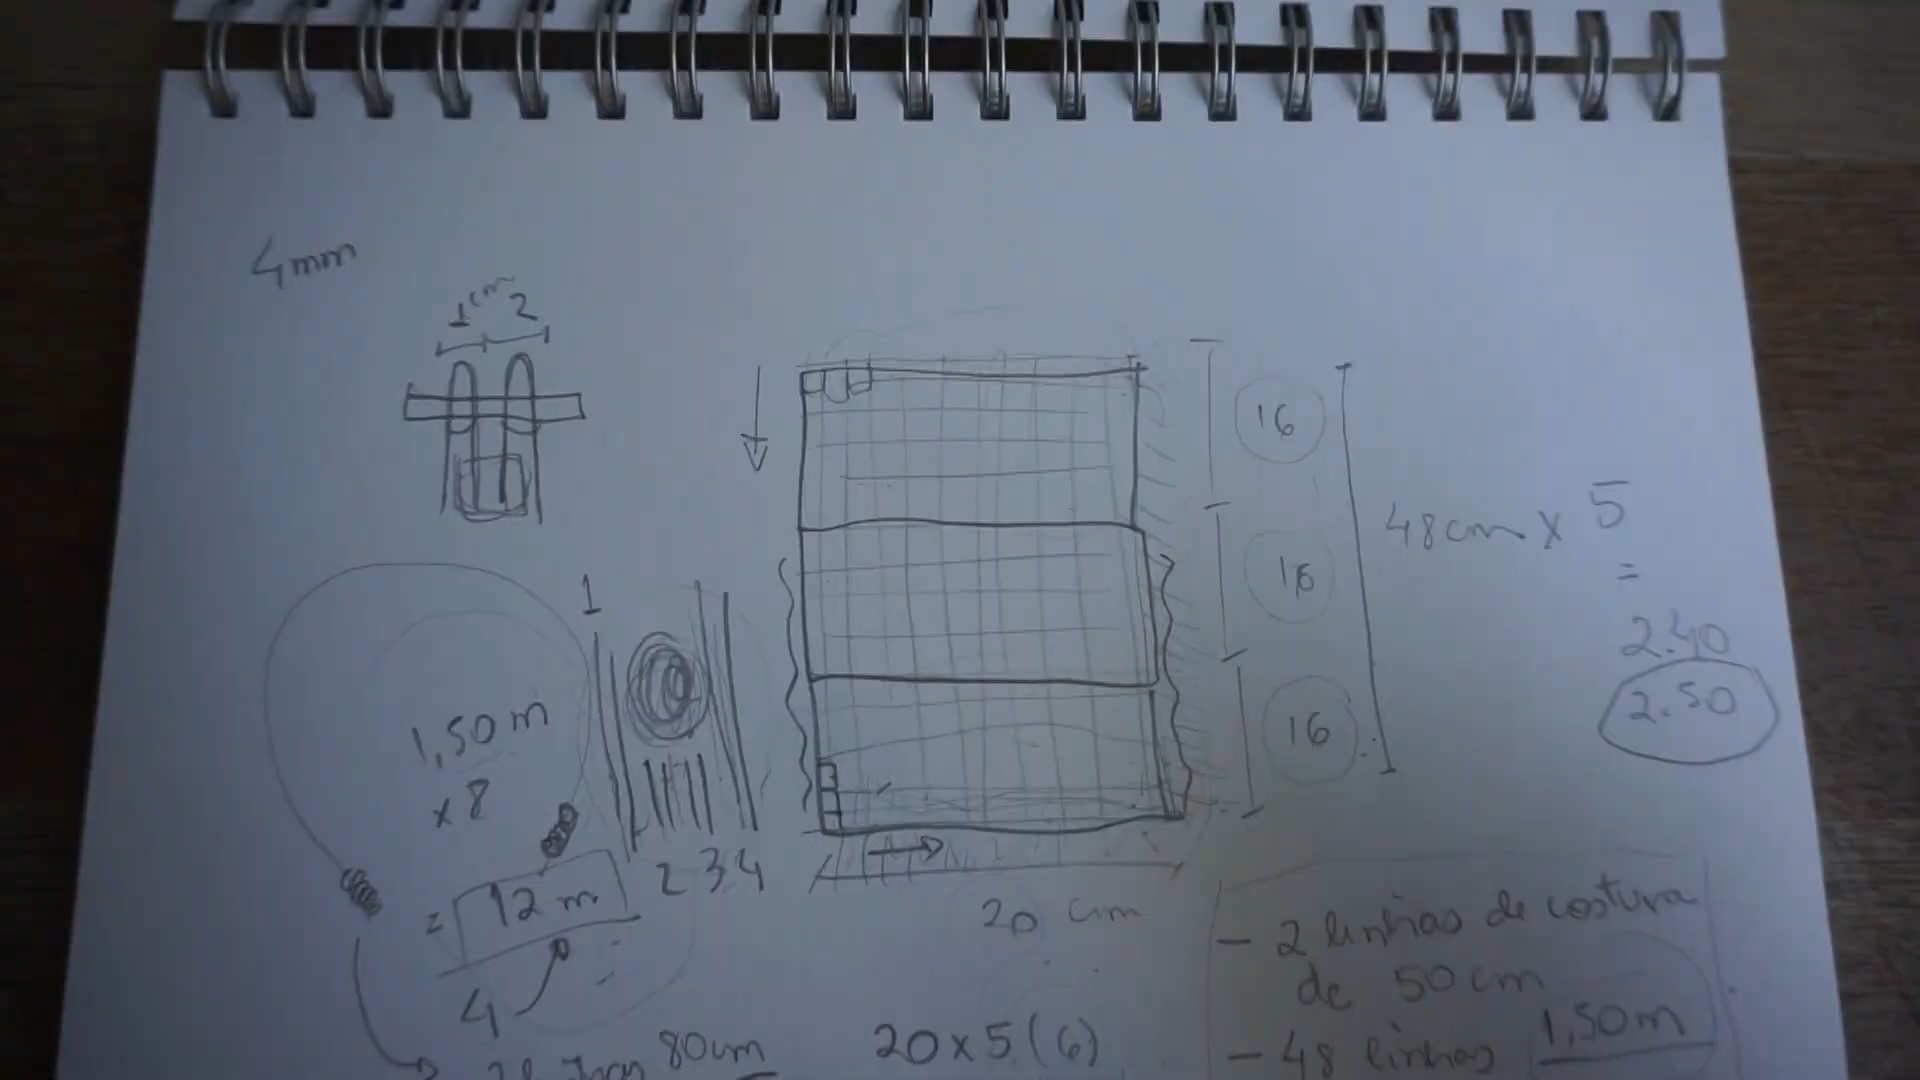 4mm
1cm 2
16
48cm x 5
=
16
1
2.40
2.50
1,50 m
x 8
16
= 12 m
2 3 4
4
20 cm
- 2 linhas de costura
de 50 cm
- 48 linhas 1,50m
80cm
20 x 5 (6)